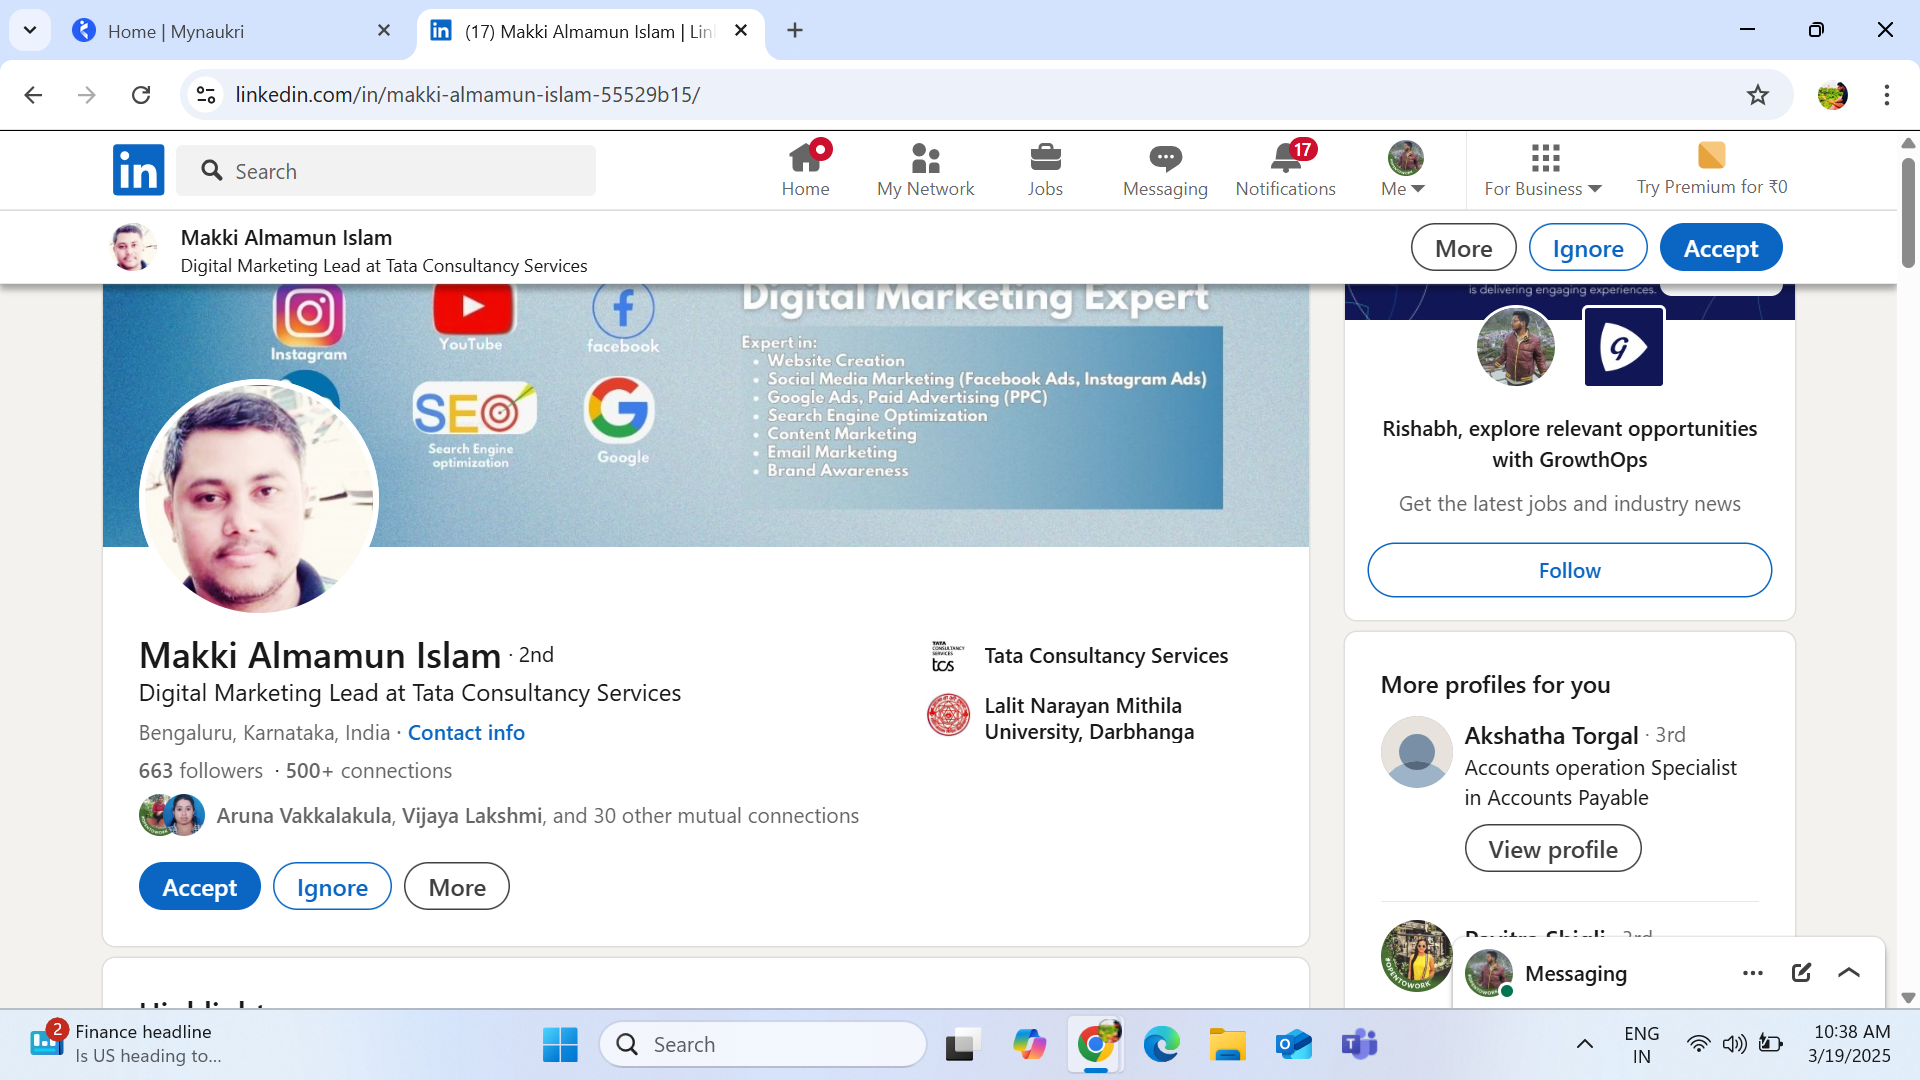 Home | Mynaukri
(17) Makki Almamun Islam | Lin
linkedin.com/in/makki-almamun-islam-55529b15/
in
Search
Home
My Network
Jobs
Messaging
17
Notifications
Me
For Business
Try Premium for ₹0
Makki Almamun Islam
Digital Marketing Lead at Tata Consultancy Services
More
Ignore
Accept
Instagram
YouTube
facebook
SEO
Search Engine
optimization
Google
Digital Marketing Expert
Expert in:
• Website Creation
• Social Media Marketing (Facebook Ads, Instagram Ads)
• Google Ads, Paid Advertising (PPC)
• Search Engine Optimization
• Content Marketing
• Email Marketing
• Brand Awareness
Makki Almamun Islam · 2nd
Digital Marketing Lead at Tata Consultancy Services
Bengaluru, Karnataka, India · Contact info
663 followers · 500+ connections
Aruna Vakkalakula, Vijaya Lakshmi, and 30 other mutual connections
Accept
Ignore
More
TATA
CONSULTANCY
SERVICES
tcs
Tata Consultancy Services
Lalit Narayan Mithila
University, Darbhanga
is delivering engaging experiences.
Rishabh, explore relevant opportunities
with GrowthOps
Get the latest jobs and industry news
Follow
More profiles for you
Akshatha Torgal · 3rd
Accounts operation Specialist
in Accounts Payable
View profile
#OPENTOWORK
Messaging
2
Finance headline
Is US heading to...
Search
ENG
IN
10:38 AM
3/19/2025